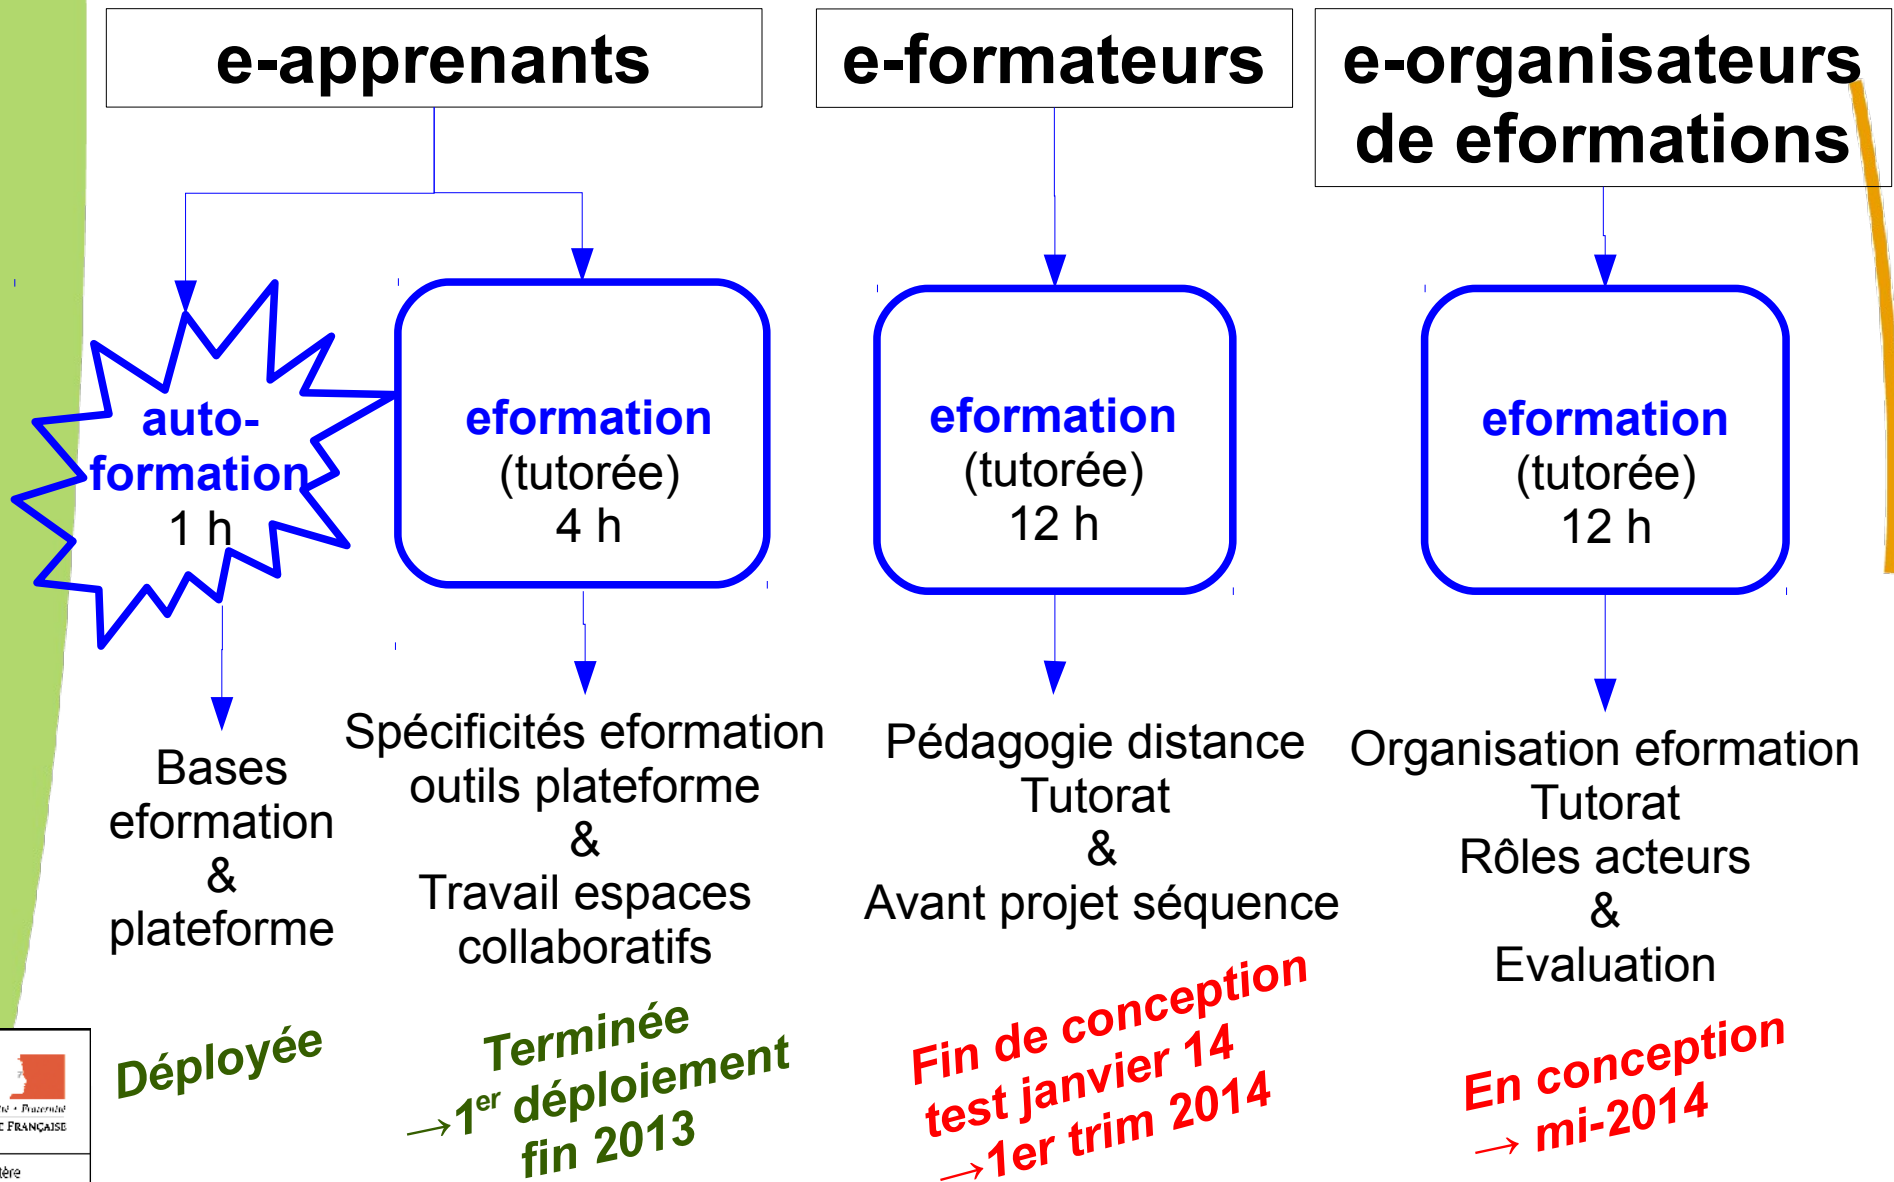 e-apprenants
e-formateurs
e-organisateurs
de eformations
auto-
formation
1 h
eformation
(tutorée)
4 h
eformation
(tutorée)
12 h
eformation
(tutorée)
12 h
Bases
eformation
&
plateforme
Spécificités eformation
outils plateforme
&
Travail espaces
collaboratifs
Pédagogie distance
Tutorat
&
Avant projet séquence
Organisation eformation
Tutorat
Rôles acteurs
&
Evaluation
Déployée
Terminée
→1er déploiement
fin 2013
Fin de conception
test janvier 14
→1er trim 2014
En conception
→ mi-2014
Fraternité
FRANÇAISE